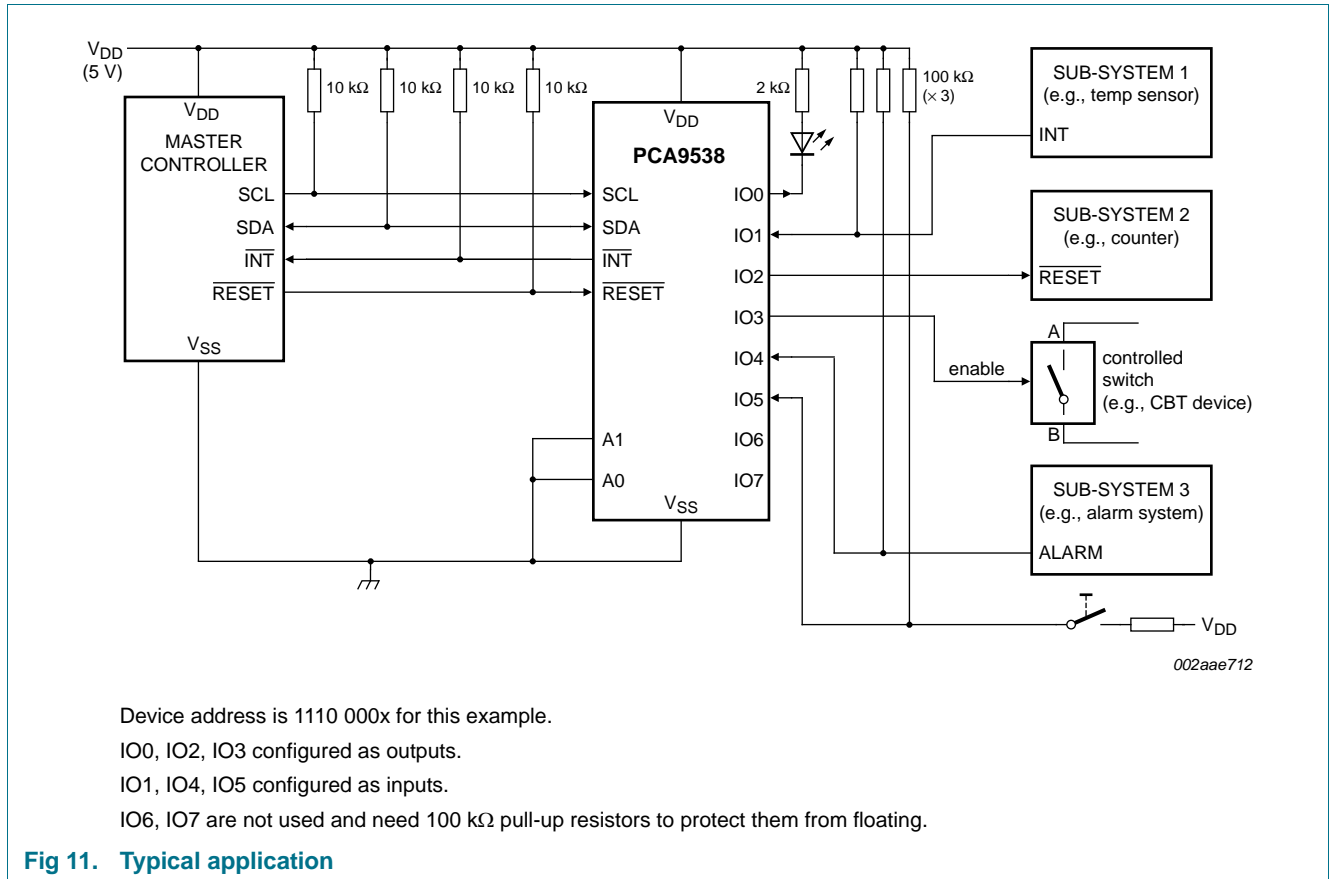 VDD
(5 V)
10 kΩ
10 kΩ
10 kΩ
10 kΩ
2 kΩ
100 kΩ
(× 3)
VDD
MASTER
CONTROLLER
SCL
SDA
INT
RESET
VSS
VDD
PCA9538
SCL
SDA
INT
RESET
A1
A0
VSS
IO0
IO1
IO2
IO3
IO4
IO5
IO6
IO7
SUB-SYSTEM 1
(e.g., temp sensor)
INT
SUB-SYSTEM 2
(e.g., counter)
RESET
enable
A
B
controlled
switch
(e.g., CBT device)
SUB-SYSTEM 3
(e.g., alarm system)
ALARM
VDD
002aae712
Device address is 1110 000x for this example.
IO0, IO2, IO3 configured as outputs.
IO1, IO4, IO5 configured as inputs.
IO6, IO7 are not used and need 100 kΩ pull-up resistors to protect them from floating.
Fig 11. Typical application